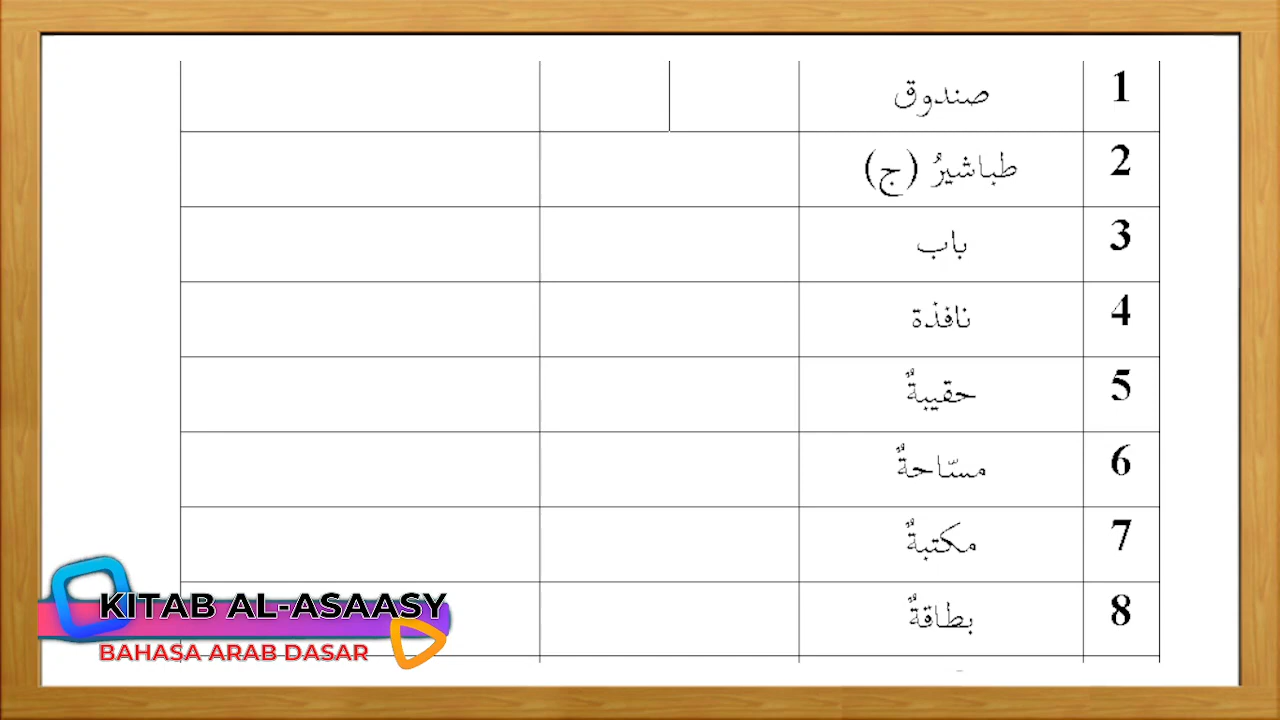 1 صندوق
2 طباشيرُ (ج)
3 باب
4 نافذة
5 حقيبةٌ
6 مسّاحةٌ
7 مكتبةٌ
8 بطاقةٌ
KITAB AL-ASAASY
BAHASA ARAB DASAR